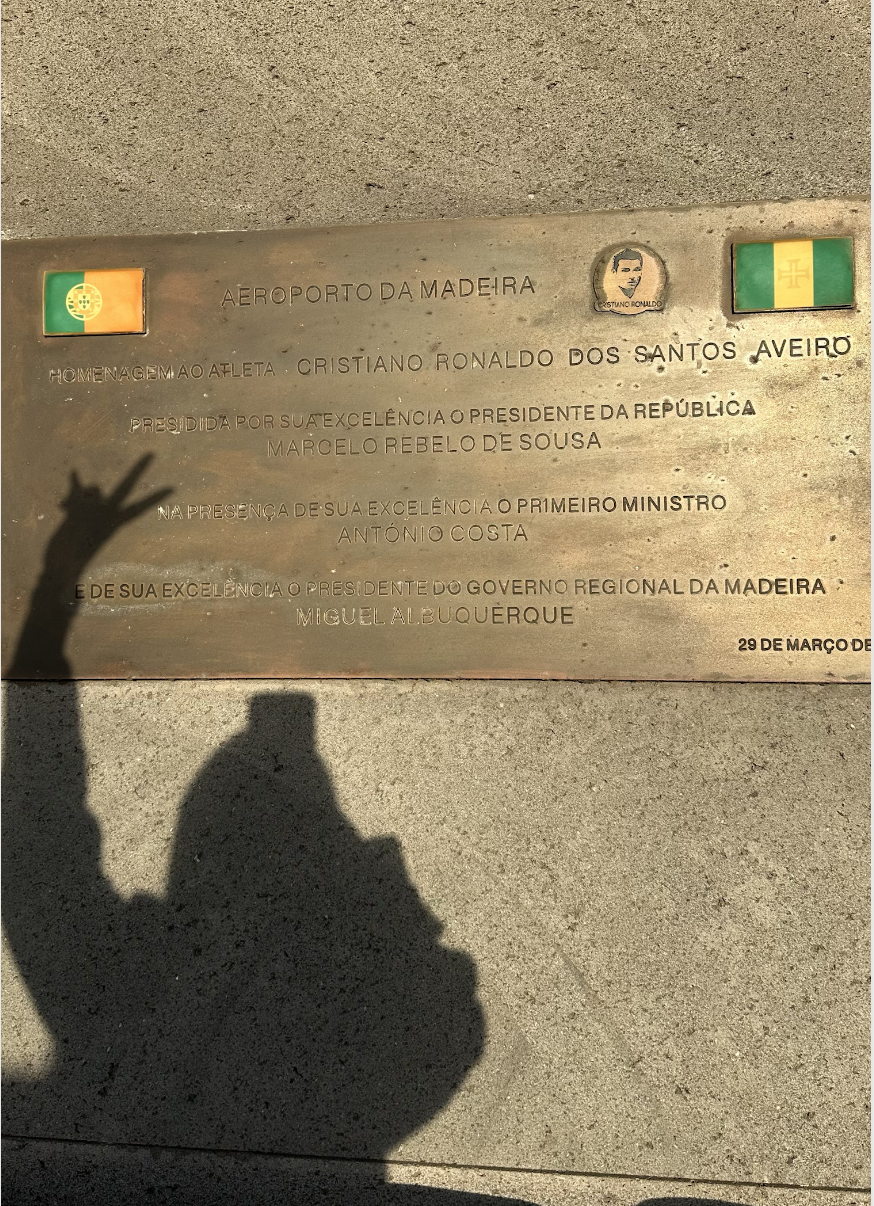 AEROPORTO DA MADEIRA
CRISTIANO RONALDO
HOMENAGEM AO ATLETA CRISTIANO RONALDO DOS SANTOS AVEIRO
PRESIDIDA POR SUA EXCELÊNCIA O PRESIDENTE DA REPÚBLICA
MARCELO REBELO DE SOUSA
NA PRESENÇA DE SUA EXCELÊNCIA O PRIMEIRO MINISTRO
ANTÓNIO COSTA
E DE SUA EXCELÊNCIA O PRESIDENTE DO GOVERNO REGIONAL DA MADEIRA
MIGUEL ALBUQUERQUE
29 DE MARÇO DE